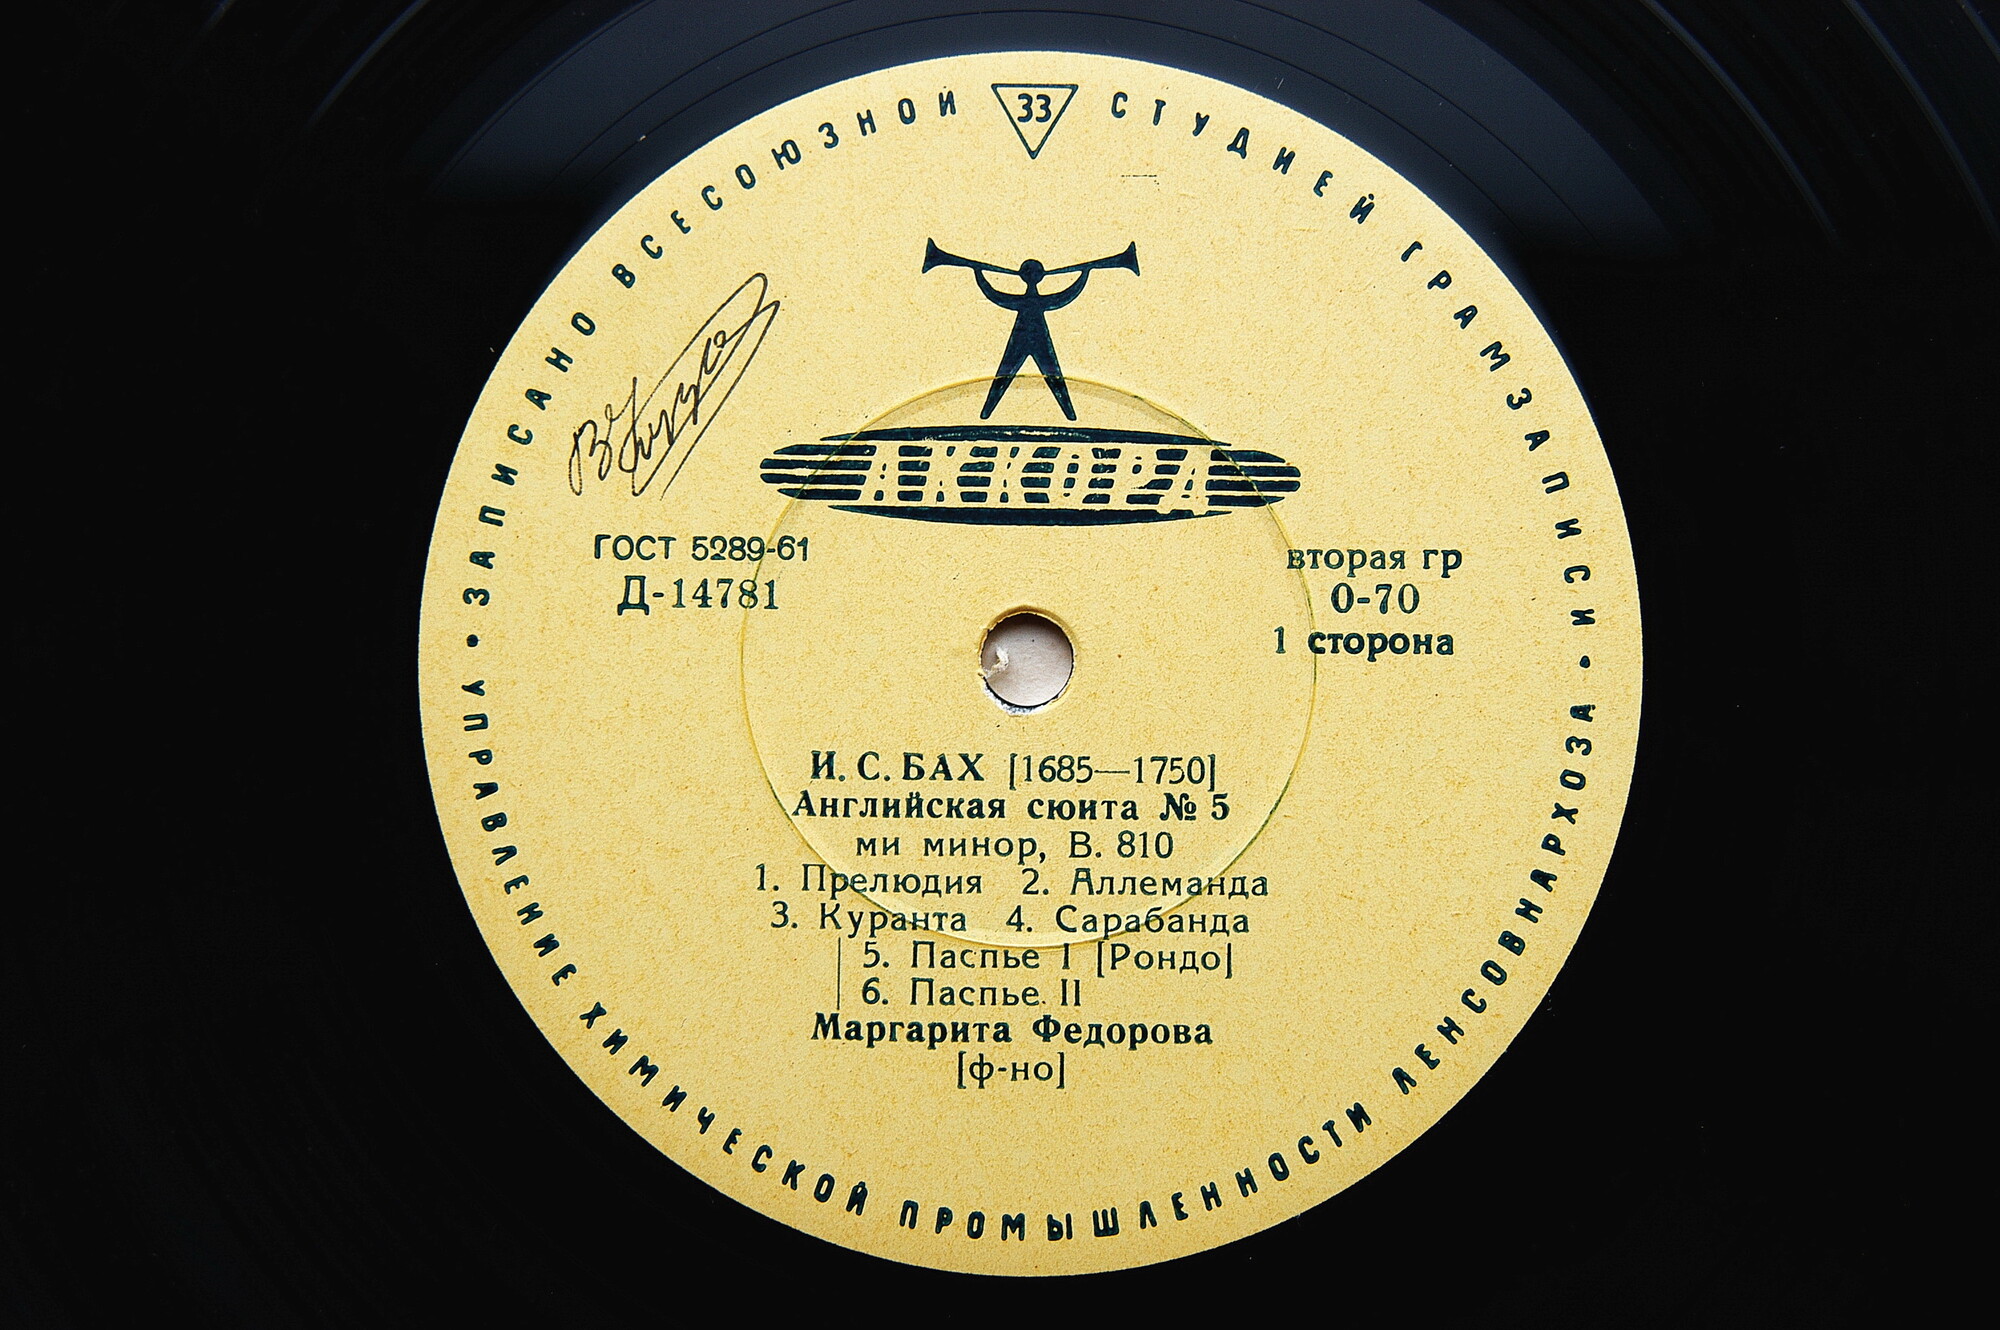 ЗАПИСАНО ВСЕСОЮЗНОЙ 33 СТУДИЕЙ ГРАМЗАПИСИ
АККОРД
ГОСТ 5289-61
Д-14781
вторая гр
0-70
1 сторона
И. С. БАХ [1685—1750]
Английская сюита № 5
ми минор, В. 810
1. Прелюдия 2. Аллеманда
3. Куранта 4. Сарабанда
5. Паспье I [Рондо]
6. Паспье II
Маргарита Федорова
[ф-но]
УПРАВЛЕНИЕ ХИМИЧЕСКОЙ ПРОМЫШЛЕННОСТИ ЛЕНСОВНАРХОЗА